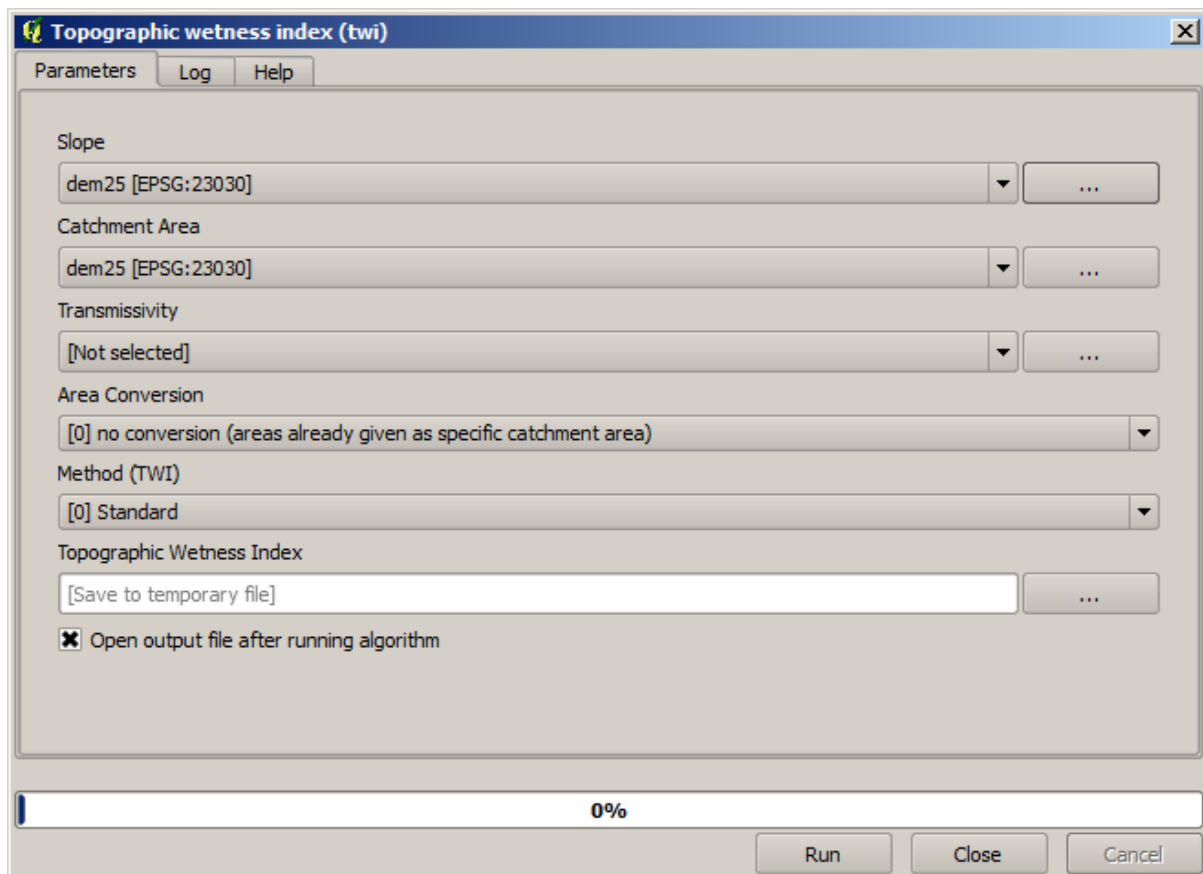 Topographic wetness index (twi)
Parameters Log Help
Slope
dem25 [EPSG:23030]
...
Catchment Area
dem25 [EPSG:23030]
...
Transmissivity
[Not selected]
...
Area Conversion
[0] no conversion (areas already given as specific catchment area)
Method (TWI)
[0] Standard
Topographic Wetness Index
[Save to temporary file]
...
Open output file after running algorithm
0%
Run Close Cancel